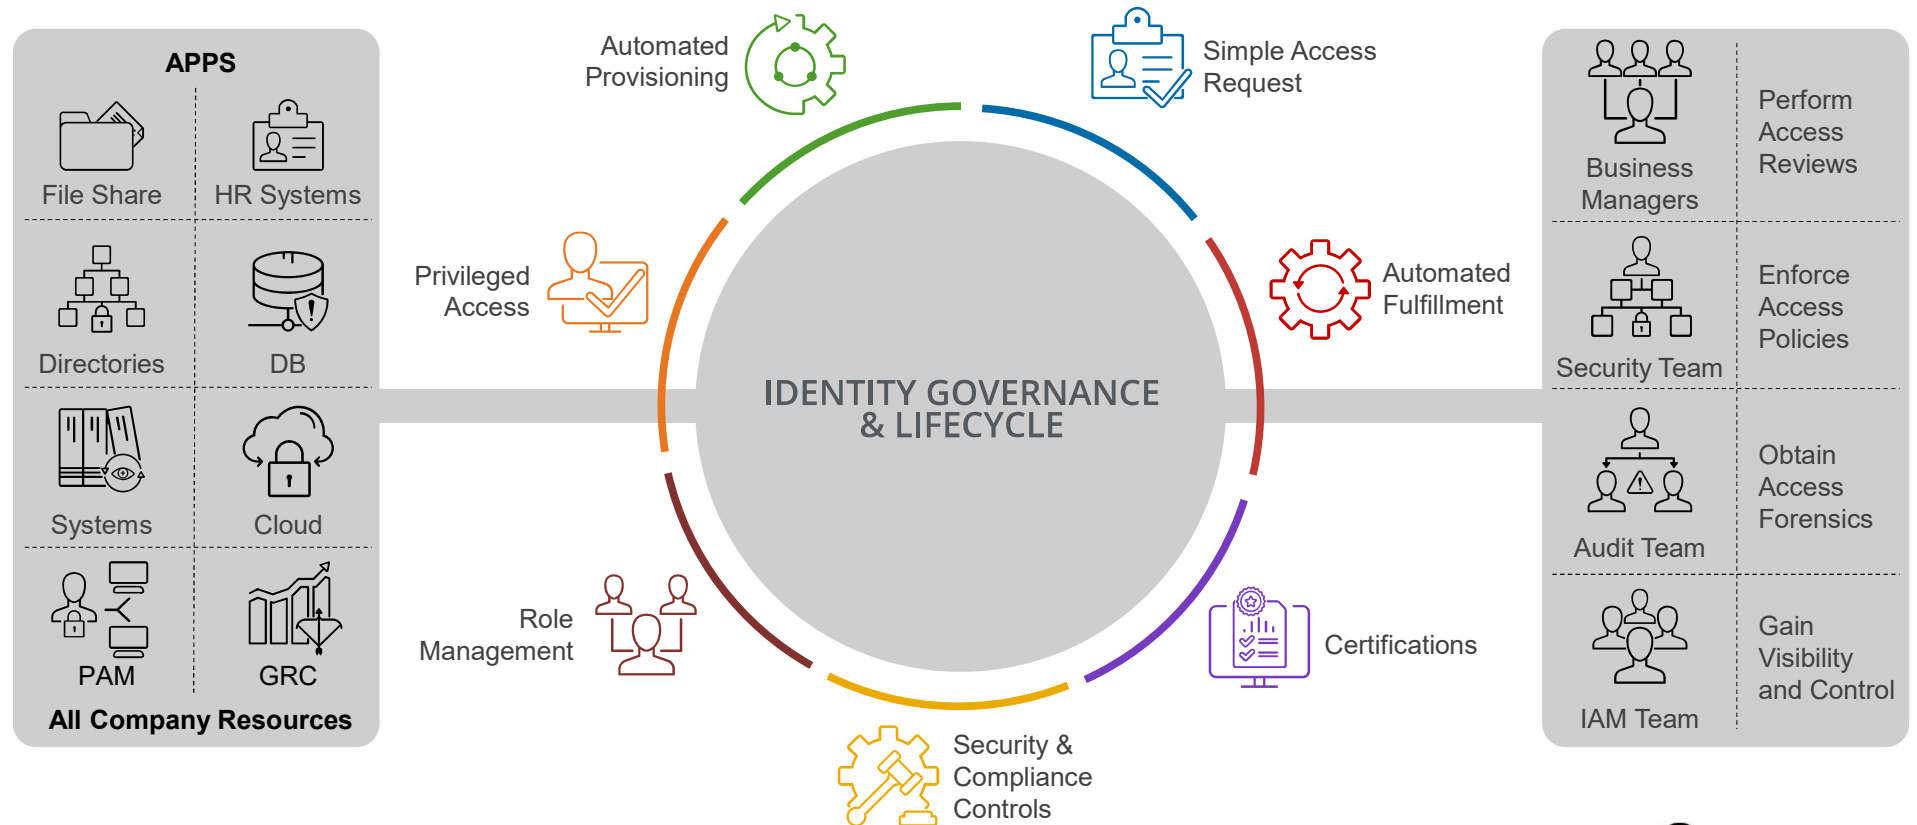 APPS
File Share
HR Systems
Directories
DB
Systems
Cloud
PAM
GRC
All Company Resources
Automated
Provisioning
Simple Access
Request
Privileged
Access
Automated
Fulfillment
IDENTITY GOVERNANCE
& LIFECYCLE
Role
Management
Certifications
Security &
Compliance
Controls
Business
Managers
Perform
Access
Reviews
Security Team
Enforce
Access
Policies
Audit Team
Obtain
Access
Forensics
IAM Team
Gain
Visibility
and Control